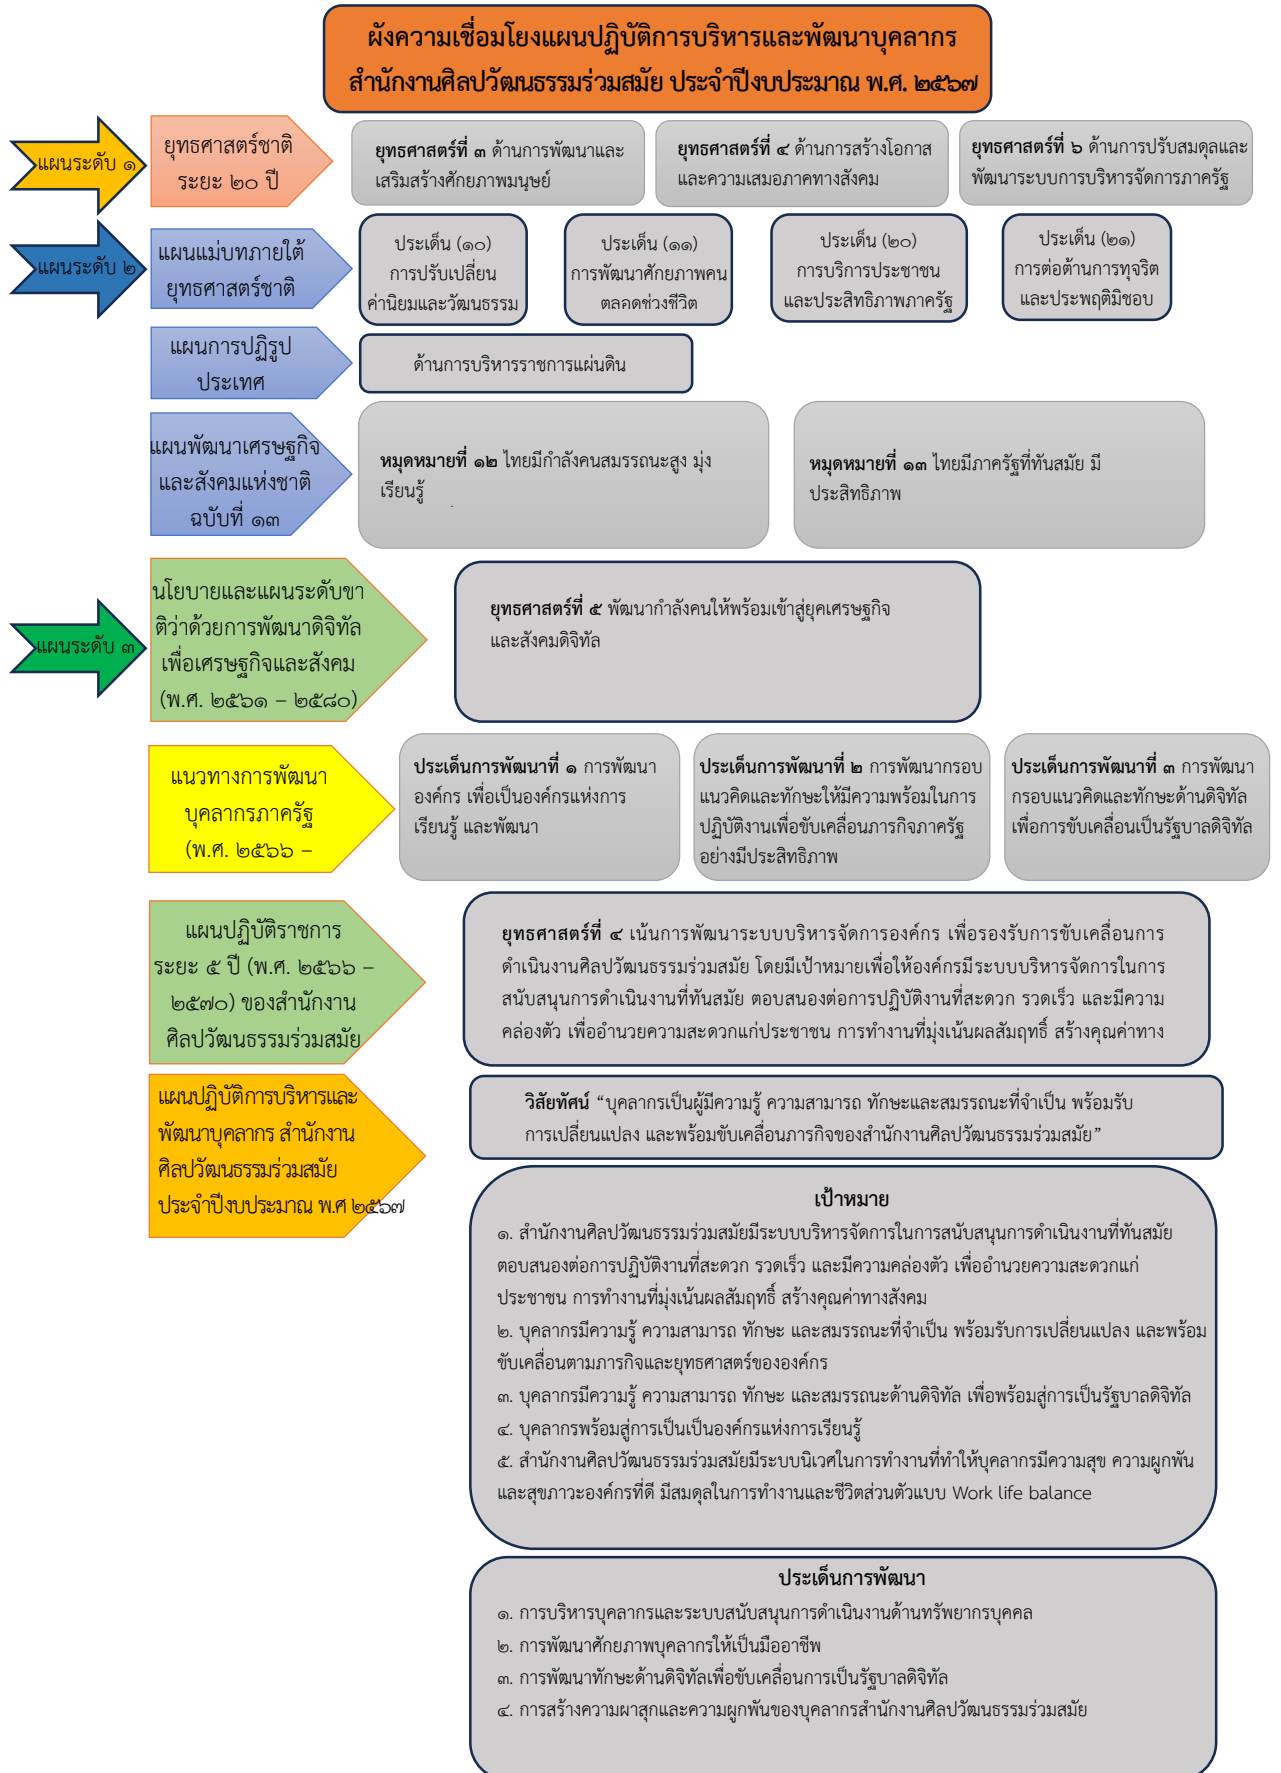 ผังความเชื่อมโยงแผนปฏิบัติการบริหารและพัฒนาบุคลากร
สำนักงานศิลปวัฒนธรรมร่วมสมัย ประจำปีงบประมาณ พ.ศ. ๒๕๖๗
แผนระดับ ๑
ยุทธศาสตร์ชาติ
ระยะ ๒๐ ปี
ยุทธศาสตร์ที่ ๓ ด้านการพัฒนาและ
เสริมสร้างศักยภาพมนุษย์
ยุทธศาสตร์ที่ ๔ ด้านการสร้างโอกาส
และความเสมอภาคทางสังคม
ยุทธศาสตร์ที่ ๖ ด้านการปรับสมดุลและ
พัฒนาระบบการบริหารจัดการภาครัฐ
แผนระดับ ๒
แผนแม่บทภายใต้
ยุทธศาสตร์ชาติ
ประเด็น (๑๐)
การปรับเปลี่ยน
ค่านิยมและวัฒนธรรม
ประเด็น (๑๑)
การพัฒนาศักยภาพคน
ตลอดช่วงชีวิต
ประเด็น (๒๐)
การบริการประชาชน
และประสิทธิภาพภาครัฐ
ประเด็น (๒๑)
การต่อต้านการทุจริต
และประพฤติมิชอบ
แผนการปฏิรูป
ประเทศ
ด้านการบริหารราชการแผ่นดิน
แผนพัฒนาเศรษฐกิจ
และสังคมแห่งชาติ
ฉบับที่ ๑๓
หมุดหมายที่ ๑๒ ไทยมีกำลังคนสมรรถนะสูง มุ่ง
เรียนรู้
หมุดหมายที่ ๑๓ ไทยมีภาครัฐที่ทันสมัย มี
ประสิทธิภาพ
แผนระดับ ๓
นโยบายและแผนระดับชา
ติว่าด้วยการพัฒนาดิจิทัล
เพื่อเศรษฐกิจและสังคม
(พ.ศ. ๒๕๖๑ – ๒๕๘๐)
ยุทธศาสตร์ที่ ๕ พัฒนากำลังคนให้พร้อมเข้าสู่ยุคเศรษฐกิจ
และสังคมดิจิทัล
แนวทางการพัฒนา
บุคลากรภาครัฐ
(พ.ศ. ๒๕๖๖ –
ประเด็นการพัฒนาที่ ๑ การพัฒนา
องค์กร เพื่อเป็นองค์กรแห่งการ
เรียนรู้ และพัฒนา
ประเด็นการพัฒนาที่ ๒ การพัฒนากรอบ
แนวคิดและทักษะให้มีความพร้อมในการ
ปฏิบัติงานเพื่อขับเคลื่อนภารกิจภาครัฐ
อย่างมีประสิทธิภาพ
ประเด็นการพัฒนาที่ ๓ การพัฒนา
กรอบแนวคิดและทักษะด้านดิจิทัล
เพื่อการขับเคลื่อนเป็นรัฐบาลดิจิทัล
แผนปฏิบัติราชการ
ระยะ ๕ ปี (พ.ศ. ๒๕๖๖ –
๒๕๗๐) ของสำนักงาน
ศิลปวัฒนธรรมร่วมสมัย
ยุทธศาสตร์ที่ ๔ เน้นการพัฒนาระบบบริหารจัดการองค์กร เพื่อรองรับการขับเคลื่อนการ
ดำเนินงานศิลปวัฒนธรรมร่วมสมัย โดยมีเป้าหมายเพื่อให้องค์กรมีระบบบริหารจัดการในการ
สนับสนุนการดำเนินงานที่ทันสมัย ตอบสนองต่อการปฏิบัติงานที่สะดวก รวดเร็ว และมีความ
คล่องตัว เพื่ออำนวยความสะดวกแก่ประชาชน การทำงานที่มุ่งเน้นผลสัมฤทธิ์ สร้างคุณค่าทาง
แผนปฏิบัติการบริหารและ
พัฒนาบุคลากร สำนักงาน
ศิลปวัฒนธรรมร่วมสมัย
ประจำปีงบประมาณ พ.ศ ๒๕๖๗
วิสัยทัศน์ “บุคลากรเป็นผู้มีความรู้ ความสามารถ ทักษะและสมรรถนะที่จำเป็น พร้อมรับ
การเปลี่ยนแปลง และพร้อมขับเคลื่อนภารกิจของสำนักงานศิลปวัฒนธรรมร่วมสมัย”
เป้าหมาย
๑. สำนักงานศิลปวัฒนธรรมร่วมสมัยมีระบบบริหารจัดการในการสนับสนุนการดำเนินงานที่ทันสมัย
ตอบสนองต่อการปฏิบัติงานที่สะดวก รวดเร็ว และมีความคล่องตัว เพื่ออำนวยความสะดวกแก่
ประชาชน การทำงานที่มุ่งเน้นผลสัมฤทธิ์ สร้างคุณค่าทางสังคม
๒. บุคลากรมีความรู้ ความสามารถ ทักษะ และสมรรถนะที่จำเป็น พร้อมรับการเปลี่ยนแปลง และพร้อม
ขับเคลื่อนตามภารกิจและยุทธศาสตร์ขององค์กร
๓. บุคลากรมีความรู้ ความสามารถ ทักษะ และสมรรถนะด้านดิจิทัล เพื่อพร้อมสู่การเป็นรัฐบาลดิจิทัล
๔. บุคลากรพร้อมสู่การเป็นเป็นองค์กรแห่งการเรียนรู้
๕. สำนักงานศิลปวัฒนธรรมร่วมสมัยมีระบบนิเวศในการทำงานที่ทำให้บุคลากรมีความสุข ความผูกพัน
และสุขภาวะองค์กรที่ดี มีสมดุลในการทำงานและชีวิตส่วนตัวแบบ Work life balance
ประเด็นการพัฒนา
๑. การบริหารบุคลากรและระบบสนับสนุนการดำเนินงานด้านทรัพยากรบุคคล
๒. การพัฒนาศักยภาพบุคลากรให้เป็นมืออาชีพ
๓. การพัฒนาทักษะด้านดิจิทัลเพื่อขับเคลื่อนการเป็นรัฐบาลดิจิทัล
๔. การสร้างความผาสุกและความผูกพันของบุคลากรสำนักงานศิลปวัฒนธรรมร่วมสมัย